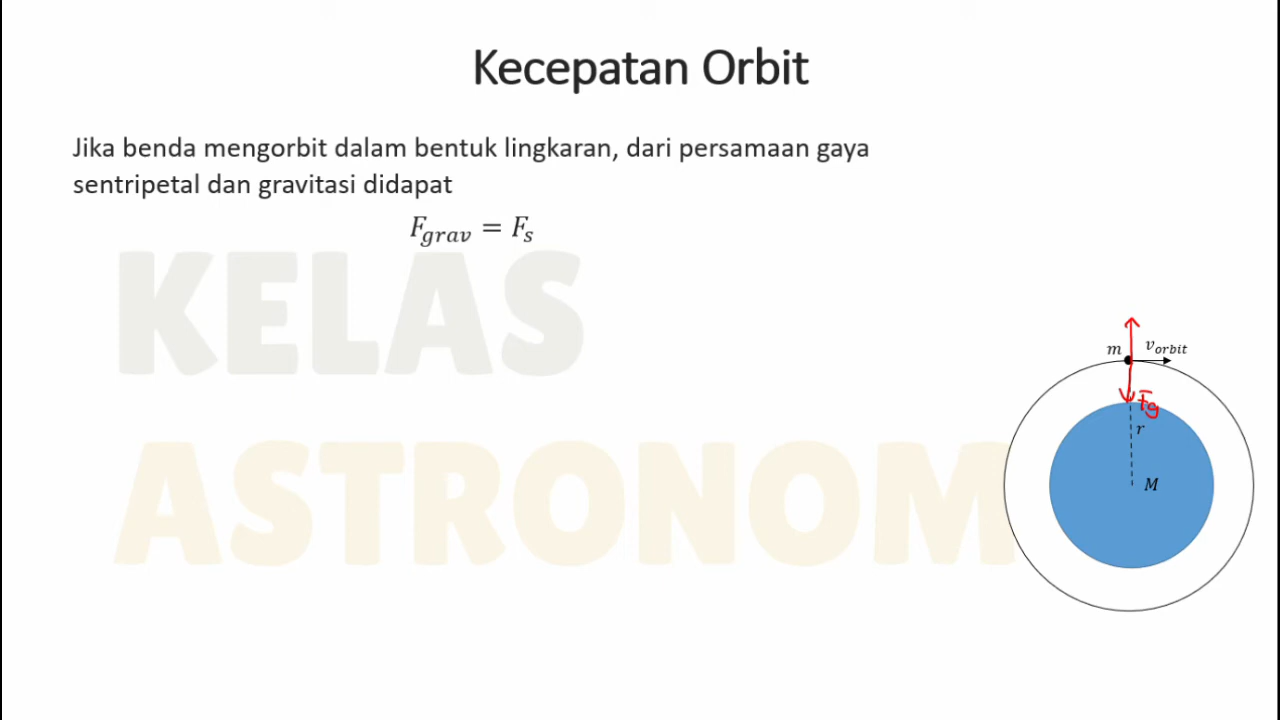 Kecepatan Orbit
Jika benda mengorbit dalam bentuk lingkaran, dari persamaan gaya
sentripetal dan gravitasi didapat
F_grav = F_s
KELAS
ASTRONOM
m
v_orbit
Fg
r
M